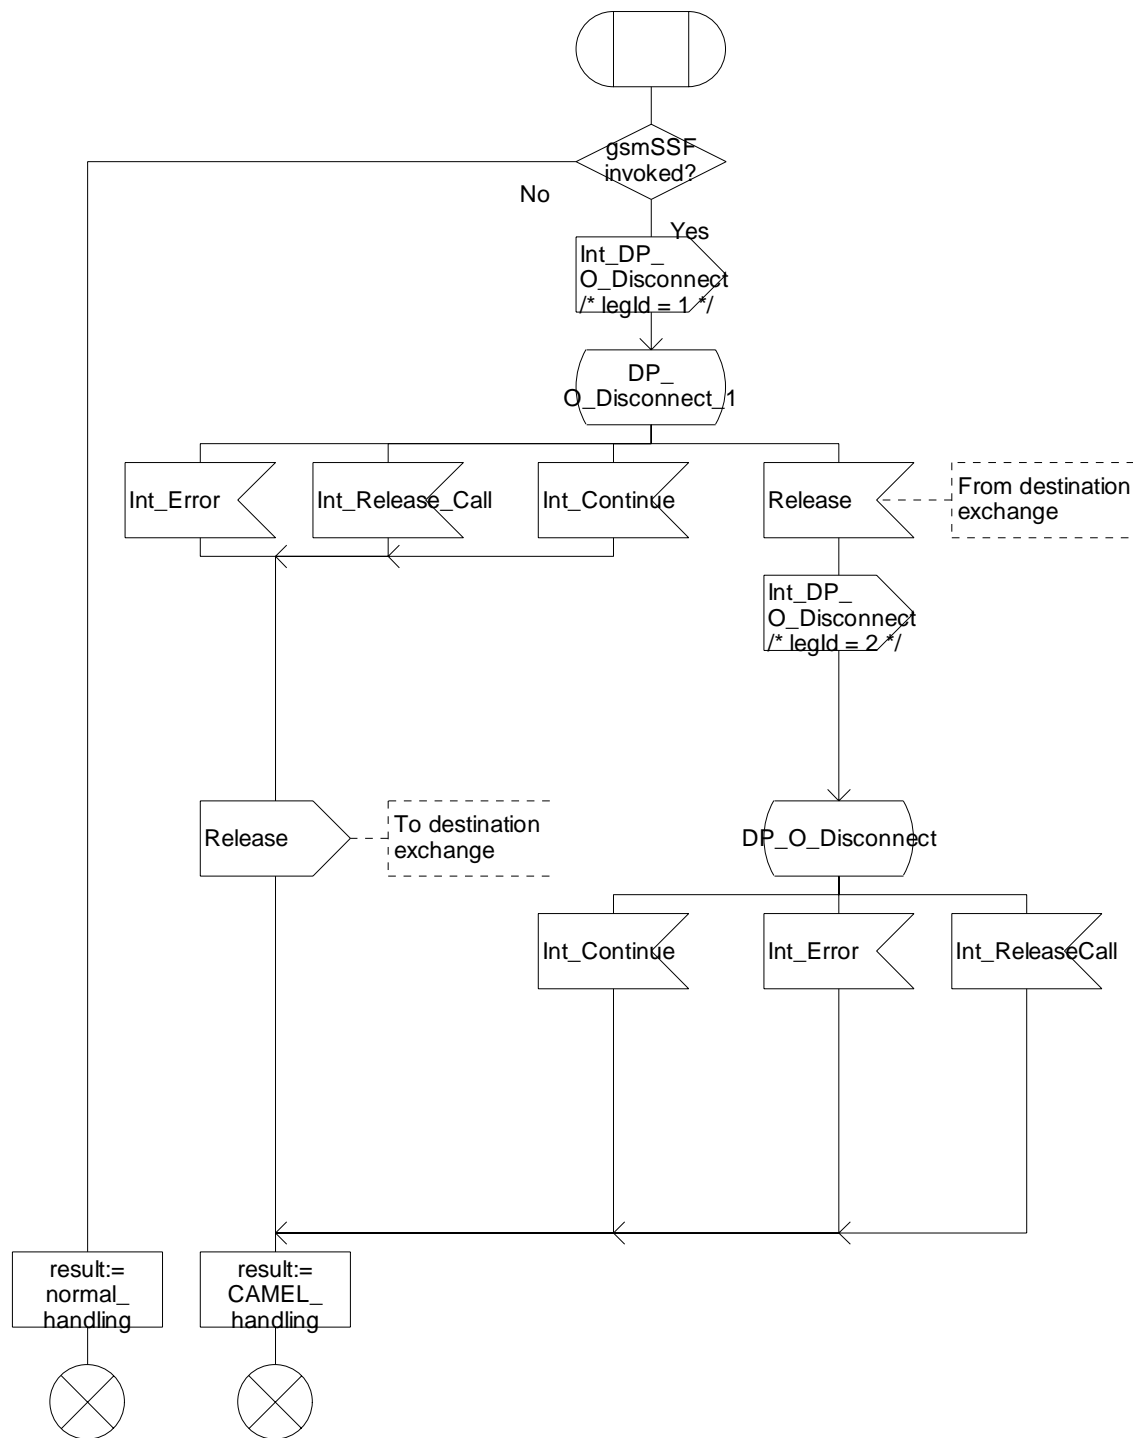 gsmSSF
invoked?
No
Yes
Int_DP_
O_Disconnect
/* legId = 1 */
DP_
O_Disconnect_1
Int_Error
Int_Release_Call
Int_Continue
Release
From destination
exchange
Int_DP_
O_Disconnect
/* legId = 2 */
Release
To destination
exchange
DP_O_Disconnect
Int_Continue
Int_Error
Int_ReleaseCall
result:=
normal_
handling
result:=
CAMEL_
handling